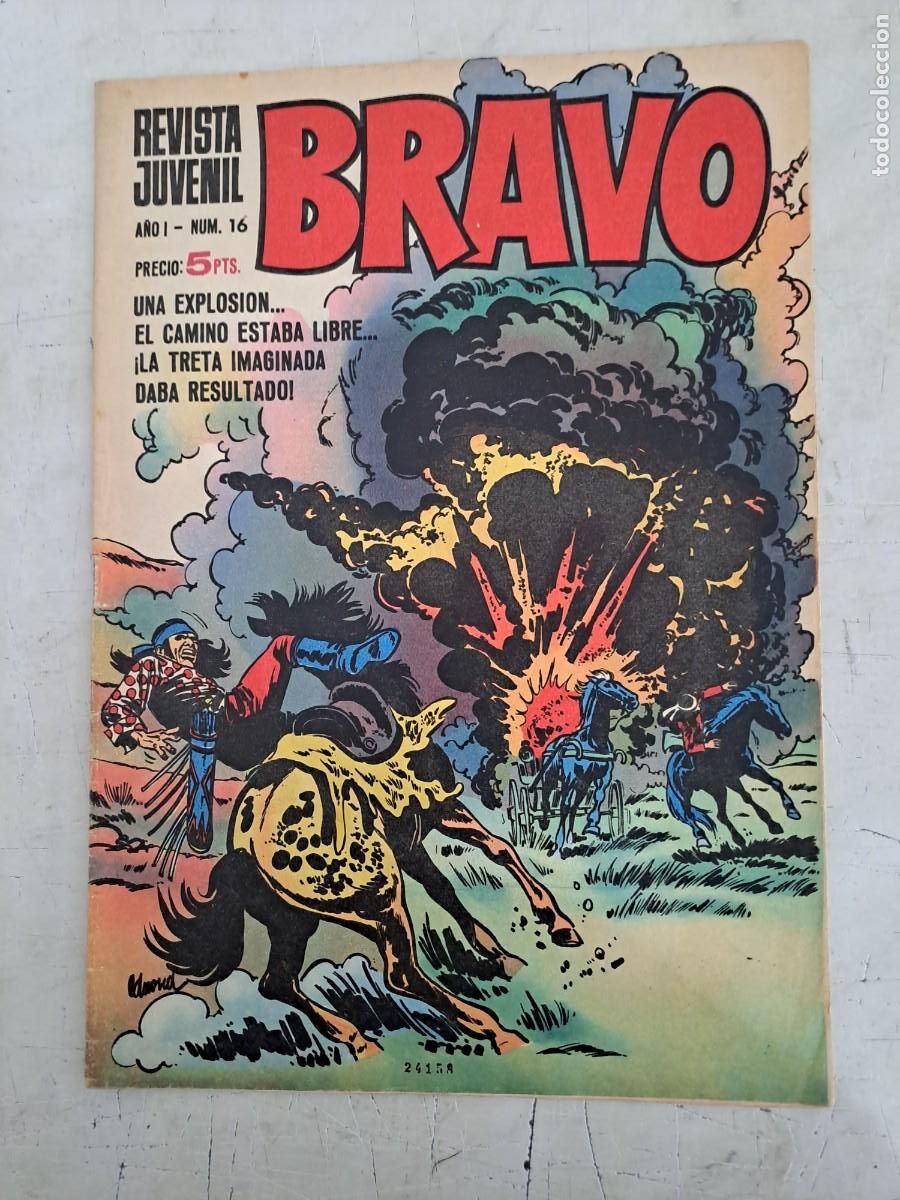 REVISTA
JUVENIL
BRAVO
AÑO I - NUM. 16
PRECIO: 5 PTS.
UNA EXPLOSION...
EL CAMINO ESTABA LIBRE...
¡LA TRETA IMAGINADA
DABA RESULTADO!
Edmond
24158
todocoleccion